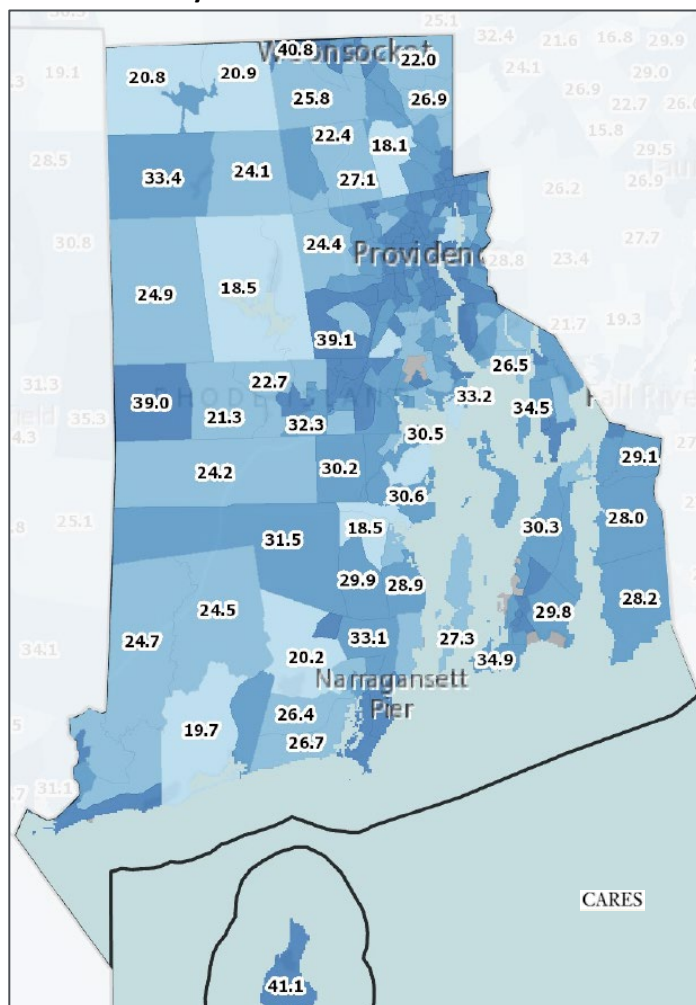 25.1
32.4 21.6 16.8 29.9
Woonsocket
40.8 22.0
20.8 20.9 24.1 29.0
19.1
25.8 26.9 26.9 22.7
15.8
22.4 18.1
28.5 33.4 24.1 27.1 29.5
26.2 26.9
30.8 24.4 27.7
Providen
28.8 23.4
24.9 18.5
21.7 19.3
39.1
26.5
31.3 22.7
39.0 RHODE ISLAND 33.2 Fall River
35.3 21.3 32.3 34.5
4.3 30.5
24.2 30.2 29.1
30.6
25.1 18.5 30.3 28.0
31.5
29.9 28.9
24.5 29.8 28.2
34.1 24.7 33.1 27.3
20.2 34.9
Narragansett
Pier
19.7 26.4
26.7
31.1
CARES
41.1